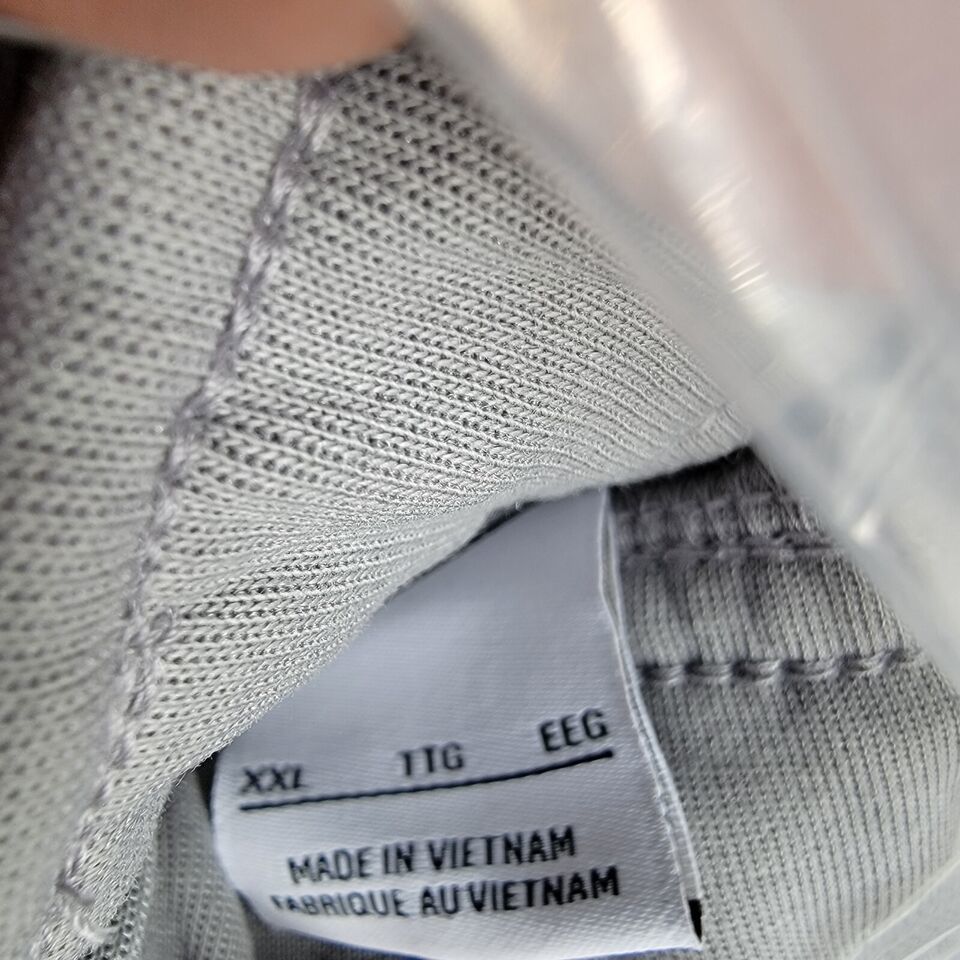 XXL TTG EEG
MADE IN VIETNAM
FABRIQUE AU VIETNAM